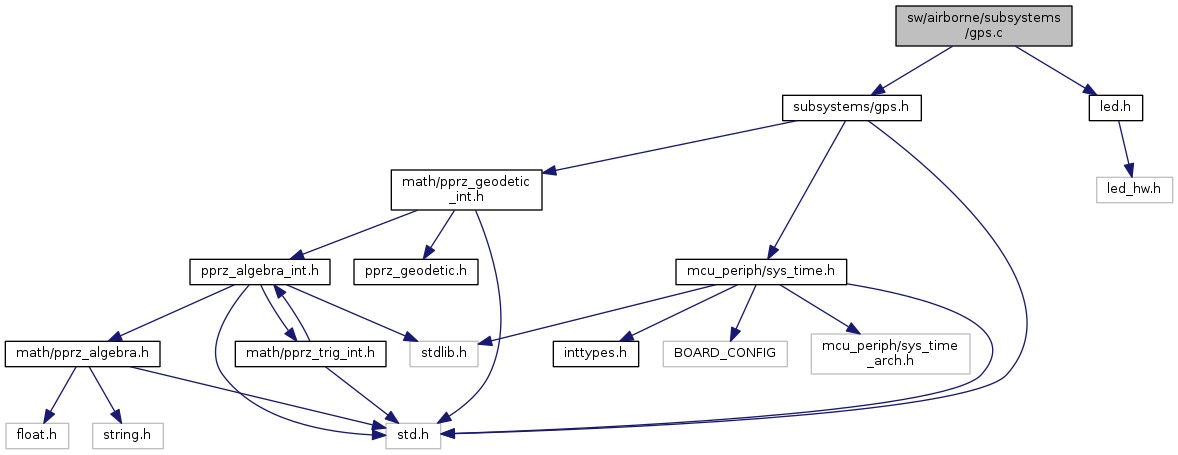 sw/airborne/subsystems
/gps.c
subsystems/gps.h
led.h
math/pprz_geodetic
_int.h
led_hw.h
pprz_algebra_int.h
pprz_geodetic.h
mcu_periph/sys_time.h
math/pprz_algebra.h
math/pprz_trig_int.h
stdlib.h
inttypes.h
BOARD_CONFIG
mcu_periph/sys_time
_arch.h
float.h
string.h
std.h